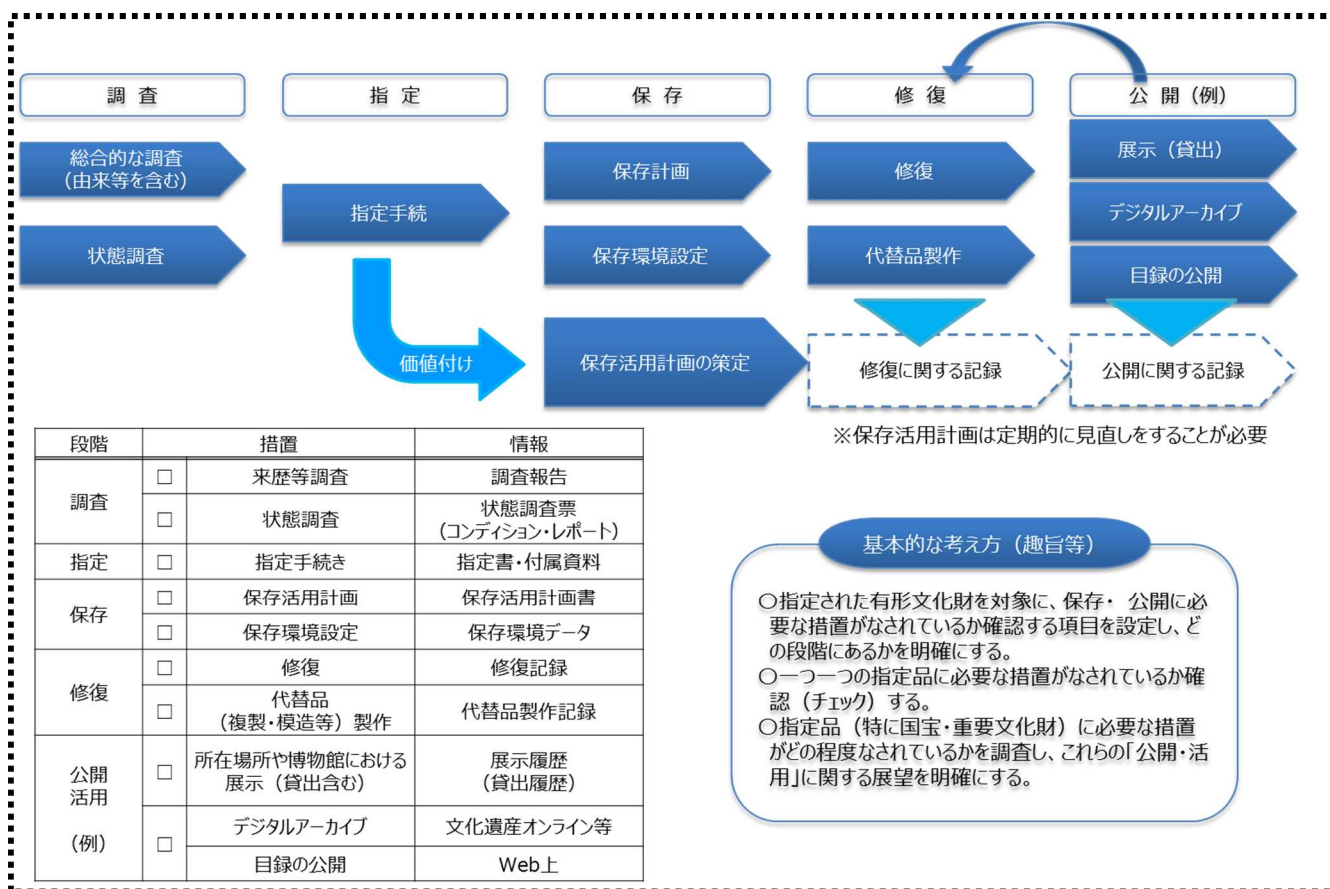 調 査
指 定
保 存
修 復
公 開（例）
総合的な調査
（由来等を含む）
状態調査
指定手続
価値付け
保存計画
保存環境設定
保存活用計画の策定
修復
代替品製作
修復に関する記録
展示（貸出）
デジタルアーカイブ
目録の公開
公開に関する記録
※保存活用計画は定期的に見直しをすることが必要
段階 措置 情報
調査
□ 来歴等調査 調査報告
□ 状態調査 状態調査票
（コンディション・レポート）
指定 □ 指定手続き 指定書・付属資料
保存
□ 保存活用計画 保存活用計画書
□ 保存環境設定 保存環境データ
修復
□ 修復 修復記録
□ 代替品
（複製・模造等）製作 代替品製作記録
公開
活用
（例）
□ 所在場所や博物館における
展示（貸出含む） 展示履歴
（貸出履歴）
□ デジタルアーカイブ 文化遺産オンライン等
目録の公開 Web上
基本的な考え方（趣旨等）
○指定された有形文化財を対象に、保存・ 公開に必
要な措置がなされているか確認する項目を設定し、ど
の段階にあるかを明確にする。
○一つ一つの指定品に必要な措置がなされているか確
認（チェック）する。
○指定品（特に国宝・重要文化財）に必要な措置
がどの程度なされているかを調査し、これらの「公開・活
用」に関する展望を明確にする。